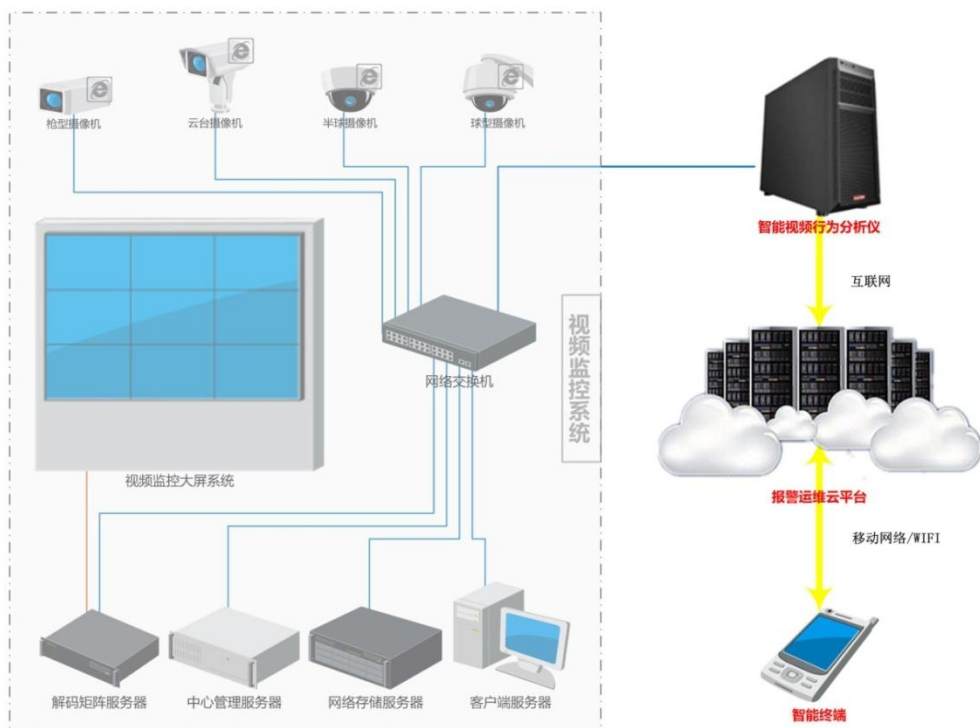 枪型摄像机
云台摄像机
半球摄像机
球型摄像机
智能视频行为分析仪
互联网
视频监控系统
网络交换机
视频监控大屏系统
报警运维云平台
移动网络/WIFI
解码矩阵服务器
中心管理服务器
网络存储服务器
客户端服务器
智能终端